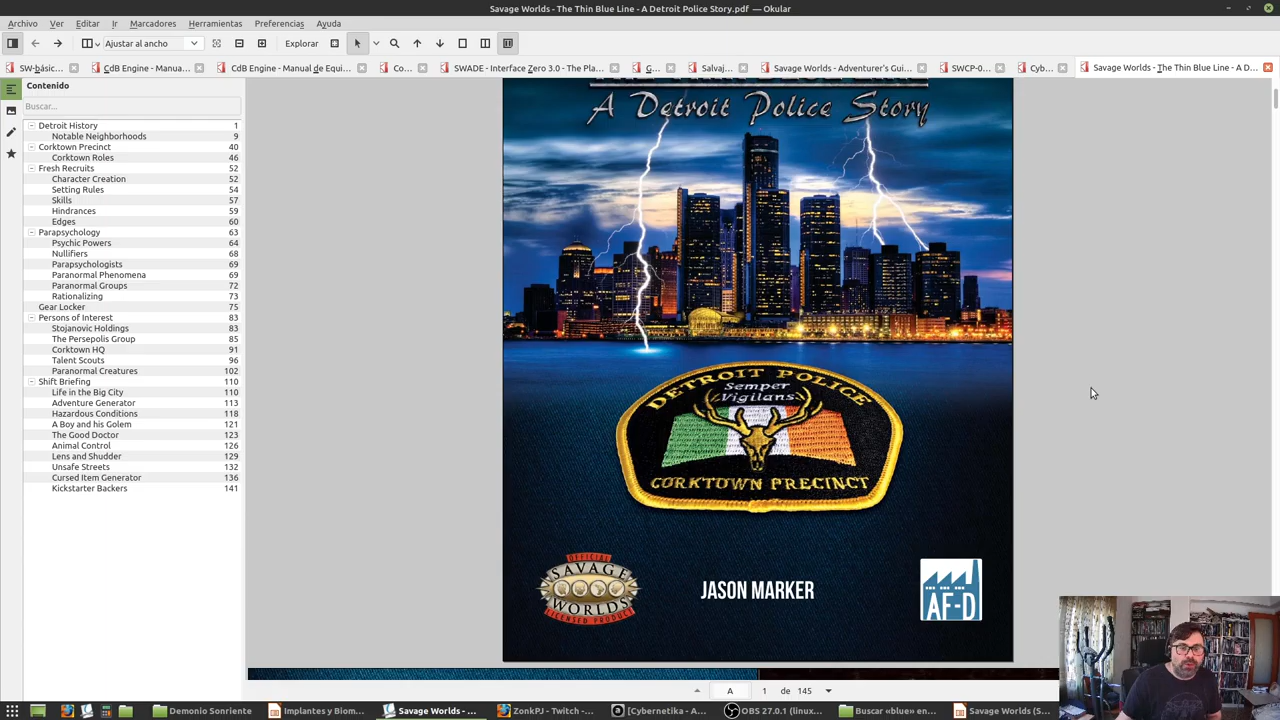 Savage Worlds - The Thin Blue Line - A Detroit Police Story.pdf — Okular
Archivo Ver Editar Ir Marcadores Herramientas Preferencias Ayuda
Ajustar al ancho Explorar
SW-básic... CdB Engine - Manua... CdB Engine - Manual de Equi... Co... SWADE - Interface Zero 3.0 - The Pla... G... Salvaj... Savage Worlds - Adventurer's Gui... SWCP-0... Cyb... Savage Worlds - The Thin Blue Line - A D...
Contenido
Buscar...
Detroit History 1
Notable Neighborhoods 9
Corktown Precinct 40
Corktown Roles 46
Fresh Recruits 52
Character Creation 52
Setting Rules 54
Skills 57
Hindrances 59
Edges 60
Parapsychology 63
Psychic Powers 64
Nullifiers 68
Parapsychologists 69
Paranormal Phenomena 69
Paranormal Groups 72
Rationalizing 73
Gear Locker 75
Persons of Interest 83
Stojanovic Holdings 83
The Persepolis Group 85
Corktown HQ 91
Talent Scouts 96
Paranormal Creatures 102
Shift Briefing 110
Life in the Big City 110
Adventure Generator 113
Hazardous Conditions 118
A Boy and his Golem 121
The Good Doctor 123
Animal Control 126
Lens and Shudder 129
Unsafe Streets 132
Cursed Item Generator 136
Kickstarter Backers 141
A Detroit Police Story
DETROIT POLICE
Semper
Vigilans
CORKTOWN PRECINCT
OFFICIAL
SAVAGE
WORLDS
LICENSED PRODUCT
JASON MARKER
AF-D
A 1 de 145
Demonio Sonriente Implantes y Biom... Savage Worlds - ... ZonkPJ - Twitch - ... [Cybernetika - A... OBS 27.0.1 (linux... Buscar «blue» en... Savage Worlds (S...